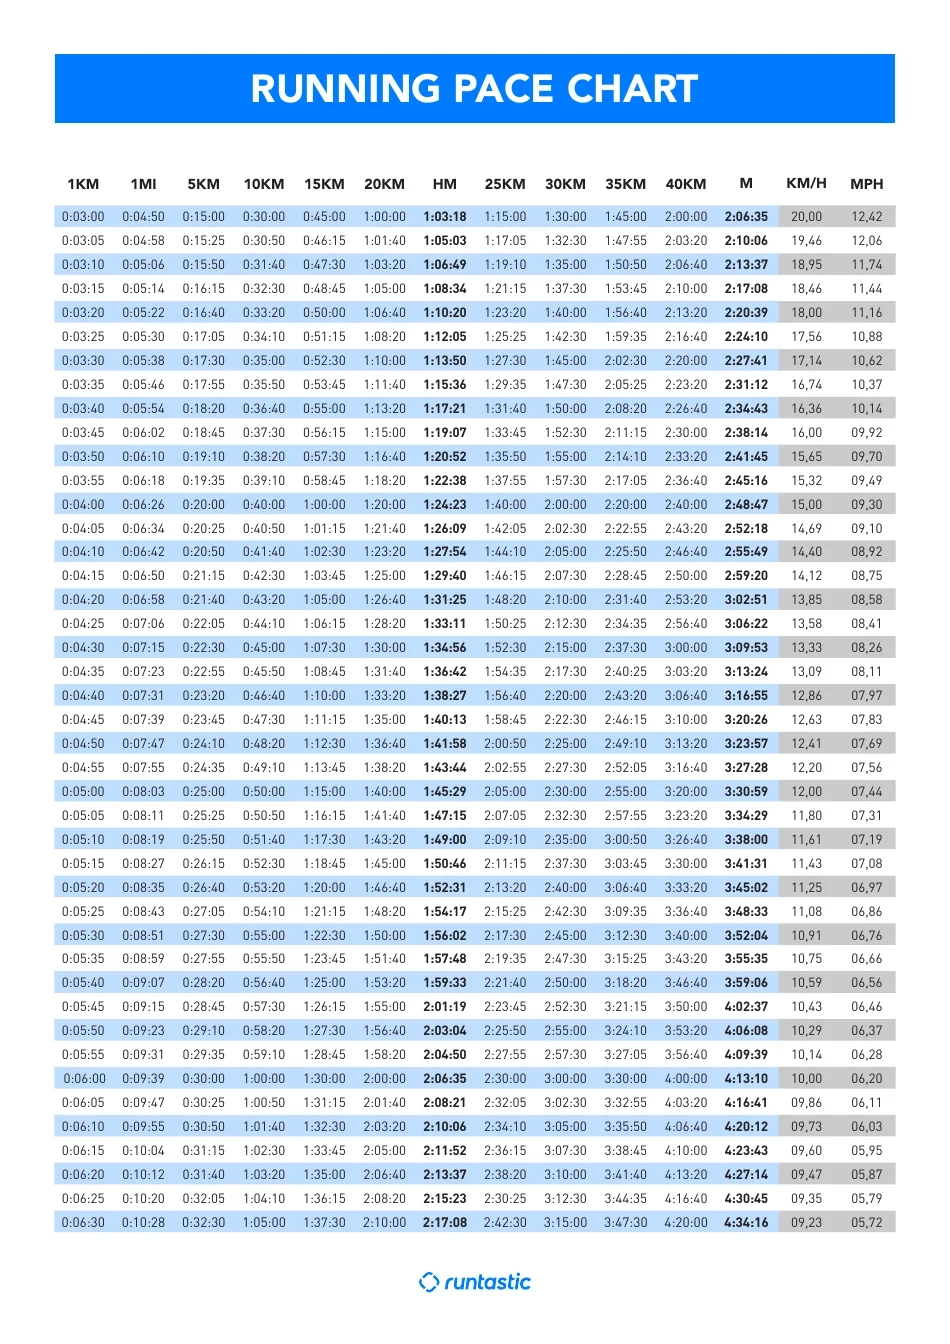 RUNNING PACE CHART
1KM 1MI 5KM 10KM 15KM 20KM HM 25KM 30KM 35KM 40KM M KM/H MPH
0:03:00 0:04:50 0:15:00 0:30:00 0:45:00 1:00:00 1:03:18 1:15:00 1:30:00 1:45:00 2:00:00 2:06:35 20,00 12,42
0:03:05 0:04:58 0:15:25 0:30:50 0:46:15 1:01:40 1:05:03 1:17:05 1:32:30 1:47:55 2:03:20 2:10:06 19,46 12,06
0:03:10 0:05:06 0:15:50 0:31:40 0:47:30 1:03:20 1:06:49 1:19:10 1:35:00 1:50:50 2:06:40 2:13:37 18,95 11,74
0:03:15 0:05:14 0:16:15 0:32:30 0:48:45 1:05:00 1:08:34 1:21:15 1:37:30 1:53:45 2:10:00 2:17:08 18,46 11,44
0:03:20 0:05:22 0:16:40 0:33:20 0:50:00 1:06:40 1:10:20 1:23:20 1:40:00 1:56:40 2:13:20 2:20:39 18,00 11,16
0:03:25 0:05:30 0:17:05 0:34:10 0:51:15 1:08:20 1:12:05 1:25:25 1:42:30 1:59:35 2:16:40 2:24:10 17,56 10,88
0:03:30 0:05:38 0:17:30 0:35:00 0:52:30 1:10:00 1:13:50 1:27:30 1:45:00 2:02:30 2:20:00 2:27:41 17,14 10,62
0:03:35 0:05:46 0:17:55 0:35:50 0:53:45 1:11:40 1:15:36 1:29:35 1:47:30 2:05:25 2:23:20 2:31:12 16,74 10,37
0:03:40 0:05:54 0:18:20 0:36:40 0:55:00 1:13:20 1:17:21 1:31:40 1:50:00 2:08:20 2:26:40 2:34:43 16,36 10,14
0:03:45 0:06:02 0:18:45 0:37:30 0:56:15 1:15:00 1:19:07 1:33:45 1:52:30 2:11:15 2:30:00 2:38:14 16,00 09,92
0:03:50 0:06:10 0:19:10 0:38:20 0:57:30 1:16:40 1:20:52 1:35:50 1:55:00 2:14:10 2:33:20 2:41:45 15,65 09,70
0:03:55 0:06:18 0:19:35 0:39:10 0:58:45 1:18:20 1:22:38 1:37:55 1:57:30 2:17:05 2:36:40 2:45:16 15,32 09,49
0:04:00 0:06:26 0:20:00 0:40:00 1:00:00 1:20:00 1:24:23 1:40:00 2:00:00 2:20:00 2:40:00 2:48:47 15,00 09,30
0:04:05 0:06:34 0:20:25 0:40:50 1:01:15 1:21:40 1:26:09 1:42:05 2:02:30 2:22:55 2:43:20 2:52:18 14,69 09,10
0:04:10 0:06:42 0:20:50 0:41:40 1:02:30 1:23:20 1:27:54 1:44:10 2:05:00 2:25:50 2:46:40 2:55:49 14,40 08,92
0:04:15 0:06:50 0:21:15 0:42:30 1:03:45 1:25:00 1:29:40 1:46:15 2:07:30 2:28:45 2:50:00 2:59:20 14,12 08,75
0:04:20 0:06:58 0:21:40 0:43:20 1:05:00 1:26:40 1:31:25 1:48:20 2:10:00 2:31:40 2:53:20 3:02:51 13,85 08,58
0:04:25 0:07:06 0:22:05 0:44:10 1:06:15 1:28:20 1:33:11 1:50:25 2:12:30 2:34:35 2:56:40 3:06:22 13,58 08,41
0:04:30 0:07:15 0:22:30 0:45:00 1:07:30 1:30:00 1:34:56 1:52:30 2:15:00 2:37:30 3:00:00 3:09:53 13,33 08,26
0:04:35 0:07:23 0:22:55 0:45:50 1:08:45 1:31:40 1:36:42 1:54:35 2:17:30 2:40:25 3:03:20 3:13:24 13,09 08,11
0:04:40 0:07:31 0:23:20 0:46:40 1:10:00 1:33:20 1:38:27 1:56:40 2:20:00 2:43:20 3:06:40 3:16:55 12,86 07,97
0:04:45 0:07:39 0:23:45 0:47:30 1:11:15 1:35:00 1:40:13 1:58:45 2:22:30 2:46:15 3:10:00 3:20:26 12,63 07,83
0:04:50 0:07:47 0:24:10 0:48:20 1:12:30 1:36:40 1:41:58 2:00:50 2:25:00 2:49:10 3:13:20 3:23:57 12,41 07,69
0:04:55 0:07:55 0:24:35 0:49:10 1:13:45 1:38:20 1:43:44 2:02:55 2:27:30 2:52:05 3:16:40 3:27:28 12,20 07,56
0:05:00 0:08:03 0:25:00 0:50:00 1:15:00 1:40:00 1:45:29 2:05:00 2:30:00 2:55:00 3:20:00 3:30:59 12,00 07,44
0:05:05 0:08:11 0:25:25 0:50:50 1:16:15 1:41:40 1:47:15 2:07:05 2:32:30 2:57:55 3:23:20 3:34:29 11,80 07,31
0:05:10 0:08:19 0:25:50 0:51:40 1:17:30 1:43:20 1:49:00 2:09:10 2:35:00 3:00:50 3:26:40 3:38:00 11,61 07,19
0:05:15 0:08:27 0:26:15 0:52:30 1:18:45 1:45:00 1:50:46 2:11:15 2:37:30 3:03:45 3:30:00 3:41:31 11,43 07,08
0:05:20 0:08:35 0:26:40 0:53:20 1:20:00 1:46:40 1:52:31 2:13:20 2:40:00 3:06:40 3:33:20 3:45:02 11,25 06,97
0:05:25 0:08:43 0:27:05 0:54:10 1:21:15 1:48:20 1:54:17 2:15:25 2:42:30 3:09:35 3:36:40 3:48:33 11,08 06,86
0:05:30 0:08:51 0:27:30 0:55:00 1:22:30 1:50:00 1:56:02 2:17:30 2:45:00 3:12:30 3:40:00 3:52:04 10,91 06,76
0:05:35 0:08:59 0:27:55 0:55:50 1:23:45 1:51:40 1:57:48 2:19:35 2:47:30 3:15:25 3:43:20 3:55:35 10,75 06,66
0:05:40 0:09:07 0:28:20 0:56:40 1:25:00 1:53:20 1:59:33 2:21:40 2:50:00 3:18:20 3:46:40 3:59:06 10,59 06,56
0:05:45 0:09:15 0:28:45 0:57:30 1:26:15 1:55:00 2:01:19 2:23:45 2:52:30 3:21:15 3:50:00 4:02:37 10,43 06,46
0:05:50 0:09:23 0:29:10 0:58:20 1:27:30 1:56:40 2:03:04 2:25:50 2:55:00 3:24:10 3:53:20 4:06:08 10,29 06,37
0:05:55 0:09:31 0:29:35 0:59:10 1:28:45 1:58:20 2:04:50 2:27:55 2:57:30 3:27:05 3:56:40 4:09:39 10,14 06,28
0:06:00 0:09:39 0:30:00 1:00:00 1:30:00 2:00:00 2:06:35 2:30:00 3:00:00 3:30:00 4:00:00 4:13:10 10,00 06,20
0:06:05 0:09:47 0:30:25 1:00:50 1:31:15 2:01:40 2:08:21 2:32:05 3:02:30 3:32:55 4:03:20 4:16:41 09,86 06,11
0:06:10 0:09:55 0:30:50 1:01:40 1:32:30 2:03:20 2:10:06 2:34:10 3:05:00 3:35:50 4:06:40 4:20:12 09,73 06,03
0:06:15 0:10:04 0:31:15 1:02:30 1:33:45 2:05:00 2:11:52 2:36:15 3:07:30 3:38:45 4:10:00 4:23:43 09,60 05,95
0:06:20 0:10:12 0:31:40 1:03:20 1:35:00 2:06:40 2:13:37 2:38:20 3:10:00 3:41:40 4:13:20 4:27:14 09,47 05,87
0:06:25 0:10:20 0:32:05 1:04:10 1:36:15 2:08:20 2:15:23 2:30:25 3:12:30 3:44:35 4:16:40 4:30:45 09,35 05,79
0:06:30 0:10:28 0:32:30 1:05:00 1:37:30 2:10:00 2:17:08 2:42:30 3:15:00 3:47:30 4:20:00 4:34:16 09,23 05,72
runtastic